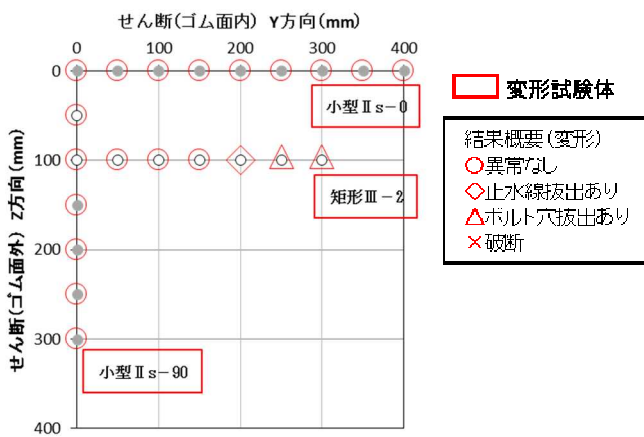 せん断(ゴム面内) Y方向(mm)
0 100 200 300 400
せん断(ゴム面外) Z方向(mm)
0
100
200
300
400
小型Ⅱs-0
矩形Ⅲ-2
小型Ⅱs-90
変形試験体
結果概要(変形)
○異常なし
◇止水線抜出あり
△ボルト穴抜出あり
×破断